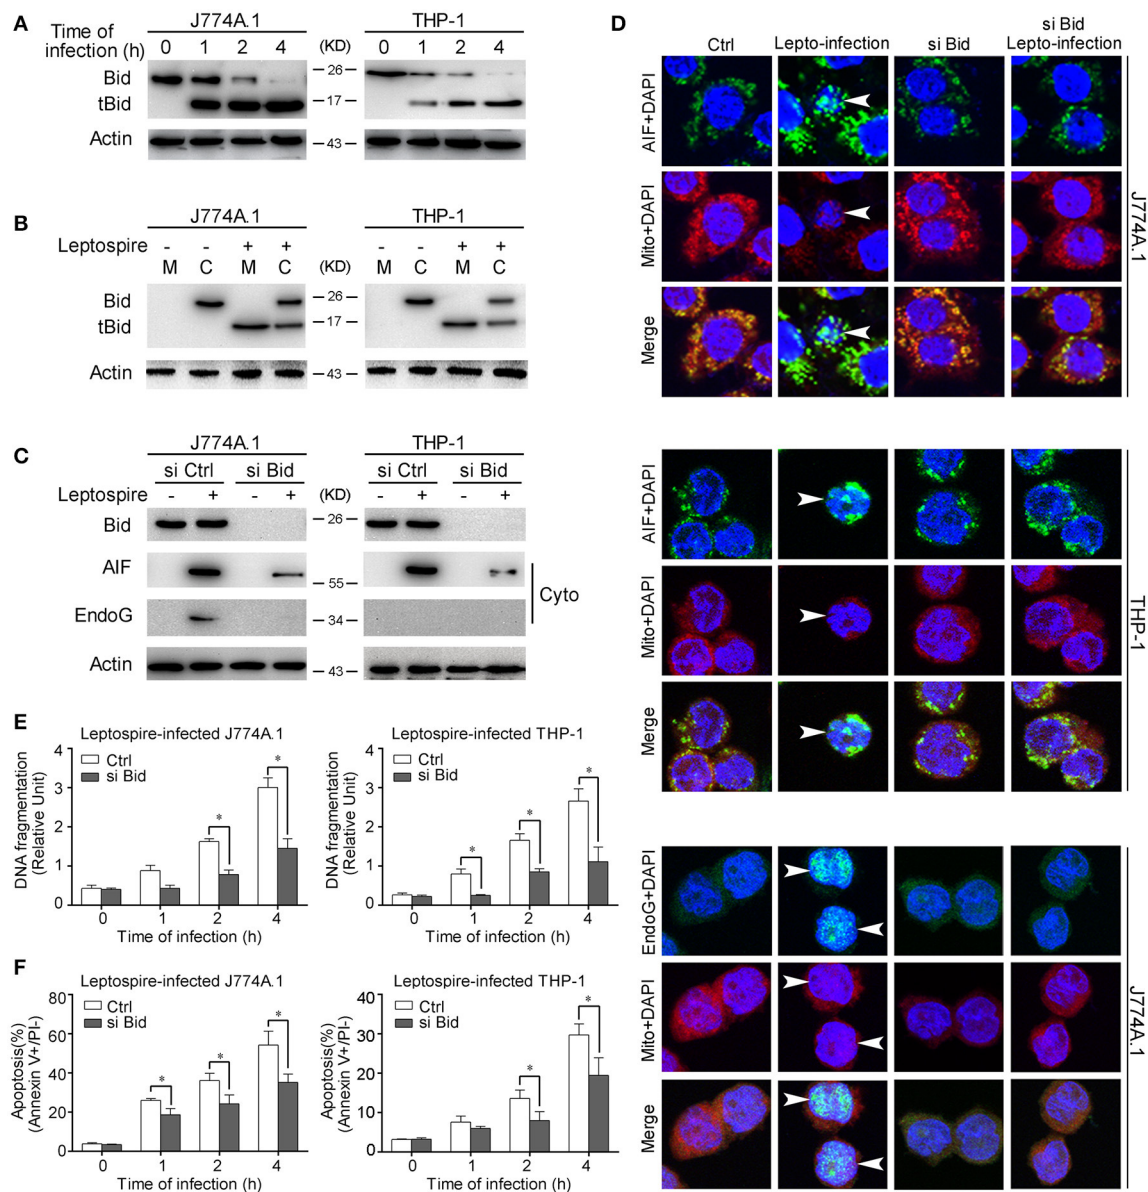 A
J774A.1 THP-1
Time of infection (h)
0 1 2 4 (KD) 0 1 2 4
Bid
26
tBid
17
Actin
43
B
J774A.1 THP-1
Leptospire - - + + - - + +
M C M C (KD) M C M C
Bid
26
tBid
17
Actin
43
C
J774A.1 THP-1
si Ctrl si Bid si Ctrl si Bid
Leptospire - + - + (KD) - + - +
Bid
26
AIF
55
EndoG
34
Cyto
Actin
43
D
Ctrl Lepto-infection si Bid si Bid Lepto-infection
AIF+DAPI
Mito+DAPI
Merge
J774A.1
AIF+DAPI
Mito+DAPI
Merge
THP-1
EndoG+DAPI
Mito+DAPI
Merge
J774A.1
E
Leptospire-infected J774A.1
DNA fragmentation (Relative Unit)
4
3
2
1
0
Ctrl
si Bid
* *
0 1 2 4
Time of infection (h)
Leptospire-infected THP-1
DNA fragmentation (Relative Unit)
4
3
2
1
0
Ctrl
si Bid
* * *
0 1 2 4
Time of infection (h)
F
Leptospire-infected J774A.1
Apoptosis(%) (Annexin V+/PI-)
80
60
40
20
0
Ctrl
si Bid
* * *
0 1 2 4
Time of infection (h)
Leptospire-infected THP-1
Apoptosis(%) (Annexin V+/PI-)
40
30
20
10
0
Ctrl
si Bid
* *
0 1 2 4
Time of infection (h)